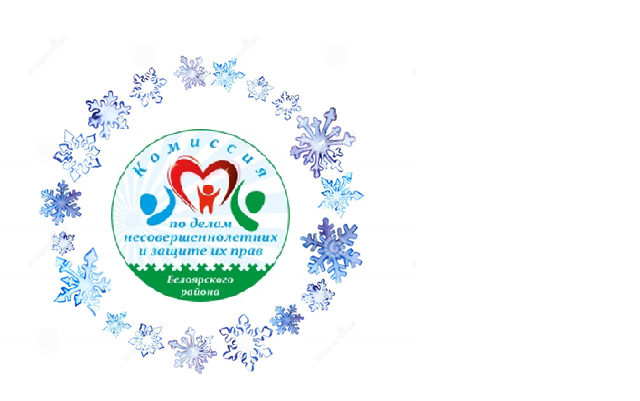 Комиссия
по делам
несовершеннолетних
и защите их прав
Белоярского
района